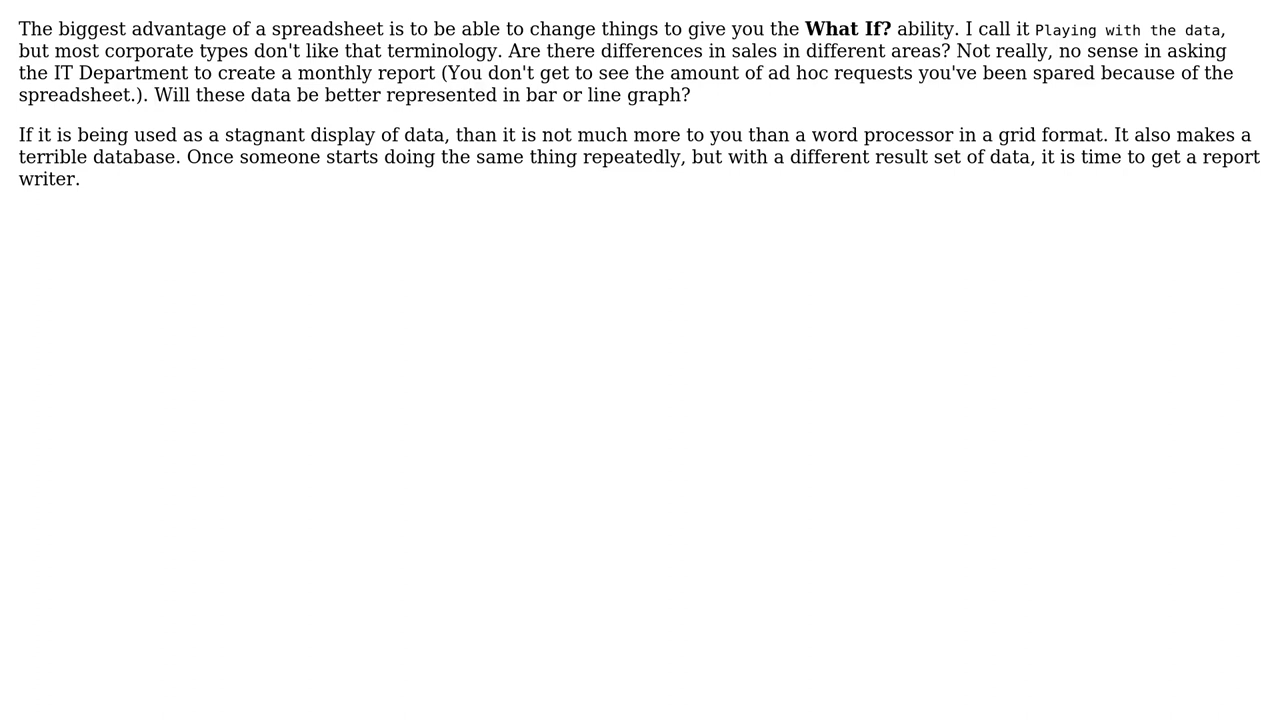 The biggest advantage of a spreadsheet is to be able to change things to give you the What If? ability. I call it Playing with the data,
but most corporate types don't like that terminology. Are there differences in sales in different areas? Not really, no sense in asking
the IT Department to create a monthly report (You don't get to see the amount of ad hoc requests you've been spared because of the
spreadsheet.). Will these data be better represented in bar or line graph?
If it is being used as a stagnant display of data, than it is not much more to you than a word processor in a grid format. It also makes a
terrible database. Once someone starts doing the same thing repeatedly, but with a different result set of data, it is time to get a report
writer.